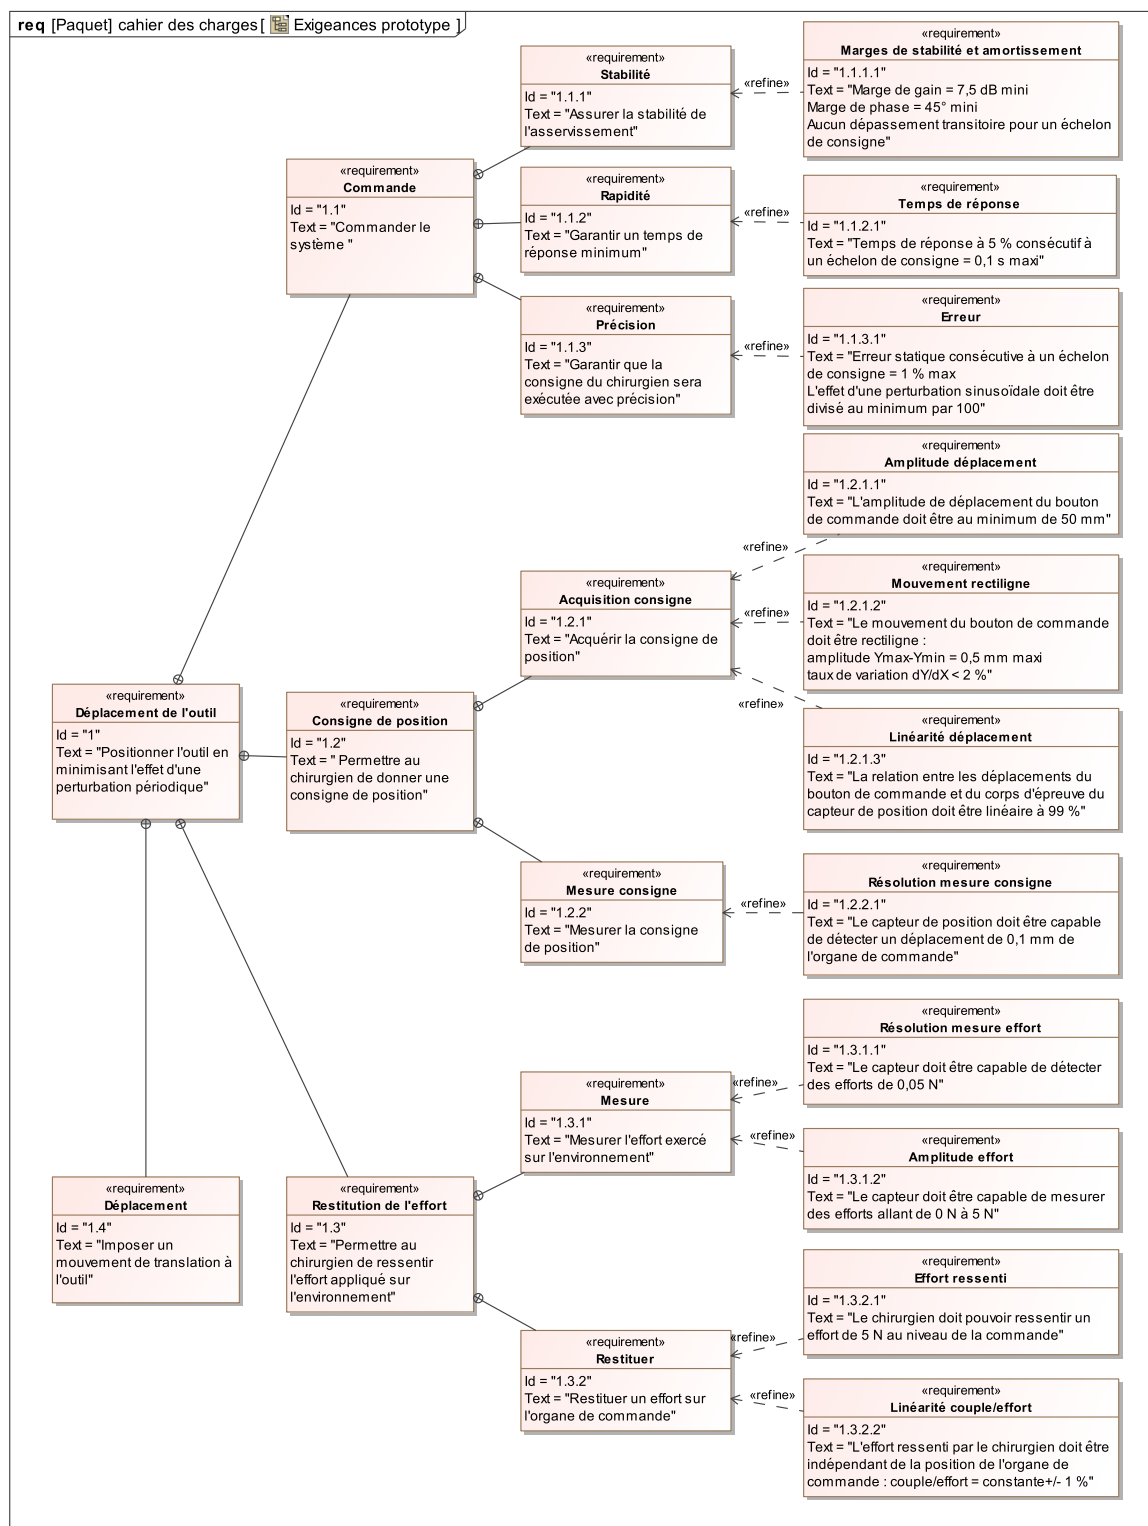 req [Paquet] cahier des charges [ Exigeances prototype ]
«requirement»
Stabilité
Id = "1.1.1"
Text = "Assurer la stabilité de
l'asservissement"
«refine»
«requirement»
Marges de stabilité et amortissement
Id = "1.1.1.1"
Text = "Marge de gain = 7,5 dB mini
Marge de phase = 45° mini
Aucun dépassement transitoire pour un échelon
de consigne"
«requirement»
Commande
Id = "1.1"
Text = "Commander le
système "
«requirement»
Rapidité
Id = "1.1.2"
Text = "Garantir un temps de
réponse minimum"
«refine»
«requirement»
Temps de réponse
Id = "1.1.2.1"
Text = "Temps de réponse à 5 % consécutif à
un échelon de consigne = 0,1 s maxi"
«requirement»
Précision
Id = "1.1.3"
Text = "Garantir que la
consigne du chirurgien sera
exécutée avec précision"
«refine»
«requirement»
Erreur
Id = "1.1.3.1"
Text = "Erreur statique consécutive à un échelon
de consigne = 1 % max
L'effet d'une perturbation sinusoïdale doit être
divisé au minimum par 100"
«requirement»
Amplitude déplacement
Id = "1.2.1.1"
Text = "L'amplitude de déplacement du bouton
de commande doit être au minimum de 50 mm"
«refine»
«requirement»
Acquisition consigne
Id = "1.2.1"
Text = "Acquérir la consigne de
position"
«refine»
«requirement»
Mouvement rectiligne
Id = "1.2.1.2"
Text = "Le mouvement du bouton de commande
doit être rectiligne :
amplitude Ymax-Ymin = 0,5 mm maxi
taux de variation dY/dX < 2 %"
«refine»
«requirement»
Déplacement de l'outil
Id = "1"
Text = "Positionner l'outil en
minimisant l'effet d'une
perturbation périodique"
«requirement»
Consigne de position
Id = "1.2"
Text = " Permettre au
chirurgien de donner une
consigne de position"
«requirement»
Linéarité déplacement
Id = "1.2.1.3"
Text = "La relation entre les déplacements du
bouton de commande et du corps d'épreuve du
capteur de position doit être linéaire à 99 %"
«requirement»
Mesure consigne
Id = "1.2.2"
Text = "Mesurer la consigne
de position"
«refine»
«requirement»
Résolution mesure consigne
Id = "1.2.2.1"
Text = "Le capteur de position doit être capable
de détecter un déplacement de 0,1 mm de
l'organe de commande"
«requirement»
Résolution mesure effort
Id = "1.3.1.1"
Text = "Le capteur doit être capable de détecter
des efforts de 0,05 N"
«refine»
«requirement»
Mesure
Id = "1.3.1"
Text = "Mesurer l'effort exercé
sur l'environnement"
«refine»
«requirement»
Amplitude effort
Id = "1.3.1.2"
Text = "Le capteur doit être capable de mesurer
des efforts allant de 0 N à 5 N"
«requirement»
Déplacement
Id = "1.4"
Text = "Imposer un
mouvement de translation à
l'outil"
«requirement»
Restitution de l'effort
Id = "1.3"
Text = "Permettre au
chirurgien de ressentir
l'effort appliqué sur
l'environnement"
«requirement»
Effort ressenti
Id = "1.3.2.1"
Text = "Le chirurgien doit pouvoir ressentir un
effort de 5 N au niveau de la commande"
«refine»
«requirement»
Restituer
Id = "1.3.2"
Text = "Restituer un effort sur
l'organe de commande"
«refine»
«requirement»
Linéarité couple/effort
Id = "1.3.2.2"
Text = "L'effort ressenti par le chirurgien doit être
indépendant de la position de l'organe de
commande : couple/effort = constante+/- 1 %"